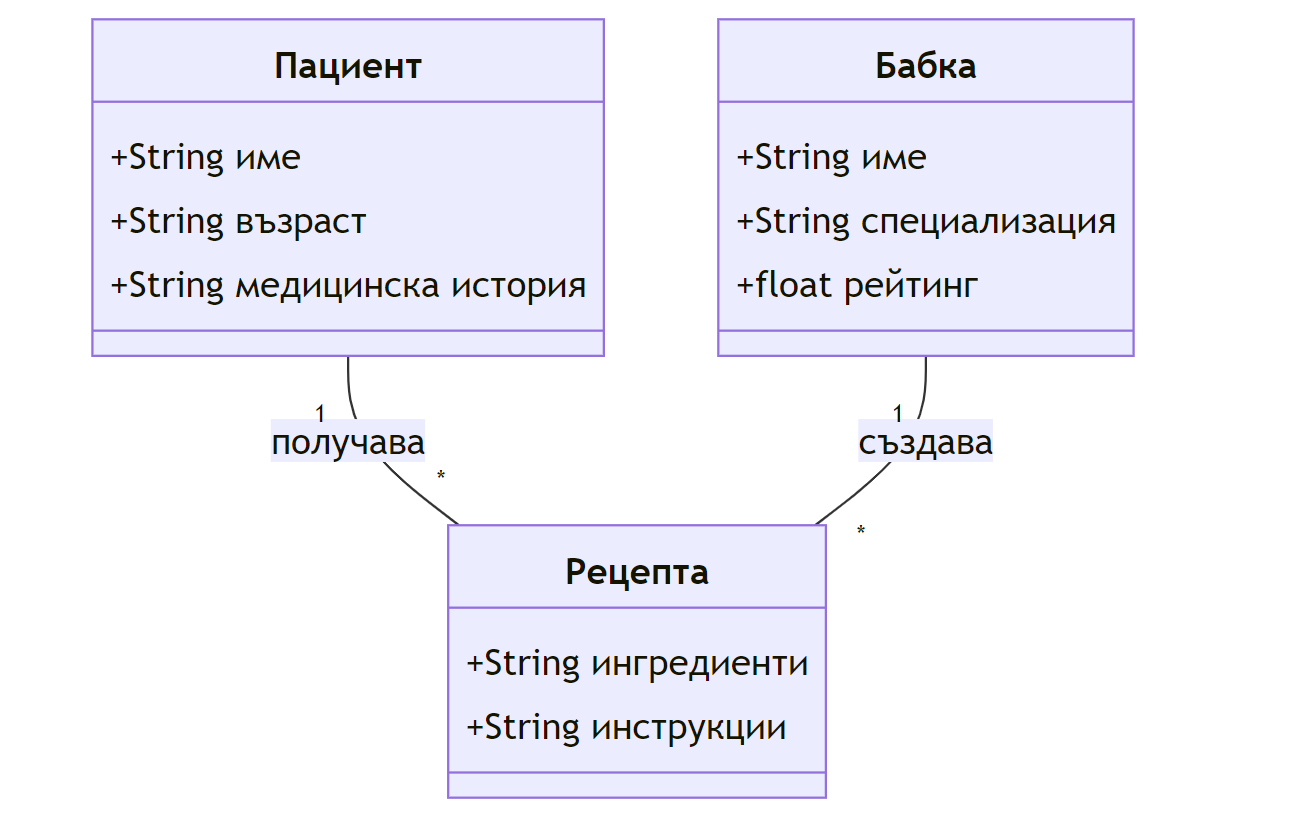 Пациент
+String име
+String възраст
+String медицинска история
Бабка
+String име
+String специализация
+float рейтинг
1
получава
*
1
създава
*
Рецепта
+String ингредиенти
+String инструкции